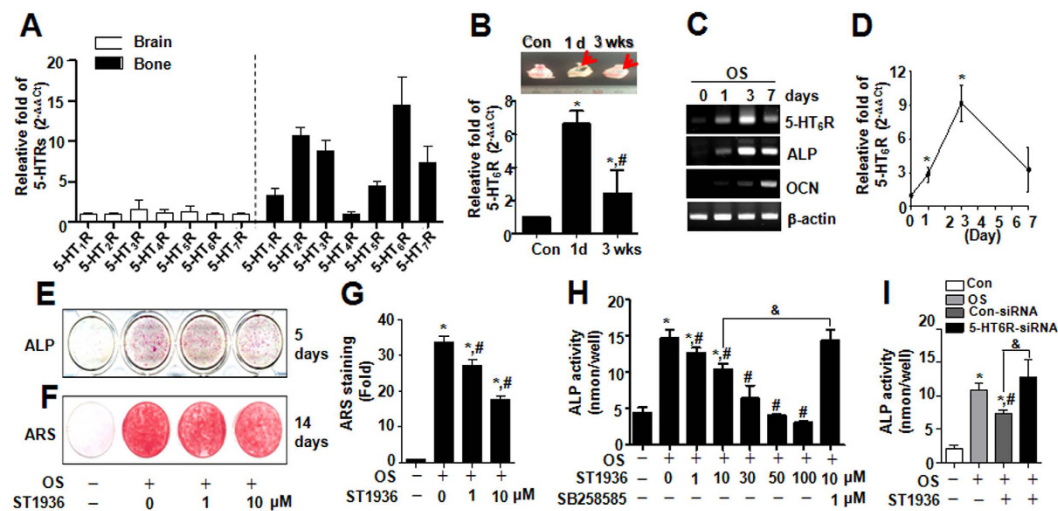 A
Brain
Bone
Releative fold of
5-HTRs (2-ΔΔCt)
20
15
10
5
0
5-HT1R
5-HT2R
5-HT3R
5-HT4R
5-HT5R
5-HT6R
5-HT7R
5-HT1R
5-HT2R
5-HT3R
5-HT4R
5-HT5R
5-HT6R
5-HT7R
B
Con 1 d 3 wks
Releative fold of
5-HT6R (2-ΔΔCt)
8
6
4
2
0
*
*,#
Con 1d 3 wks
C
OS
0 1 3 7 days
5-HT6R
ALP
OCN
β-actin
D
Releative fold of
5-HT6R (2-ΔΔCt)
12
9
6
3
0
*
*
0 1 2 3 4 5 6 7
(Day)
E
ALP
5
days
F
ARS
14
days
OS − + + +
ST1936 − 0 1 10 μM
G
ARS staining
(Fold)
40
30
20
10
0
*
*,#
*,#
OS − + + +
ST1936 − 0 1 10 μM
H
ALP activity
(nmon/well)
20
15
10
5
0
*
*,#
*,#
#
#
#
&
OS − + + + + + + +
ST1936 − 0 1 10 30 50 100 10 μM
SB258585 1 μM
I
Con
OS
Con-siRNA
5-HT6R-siRNA
ALP activity
(nmon/well)
20
15
10
5
0
*
*,#
&
OS − + + +
ST1936 − − + +